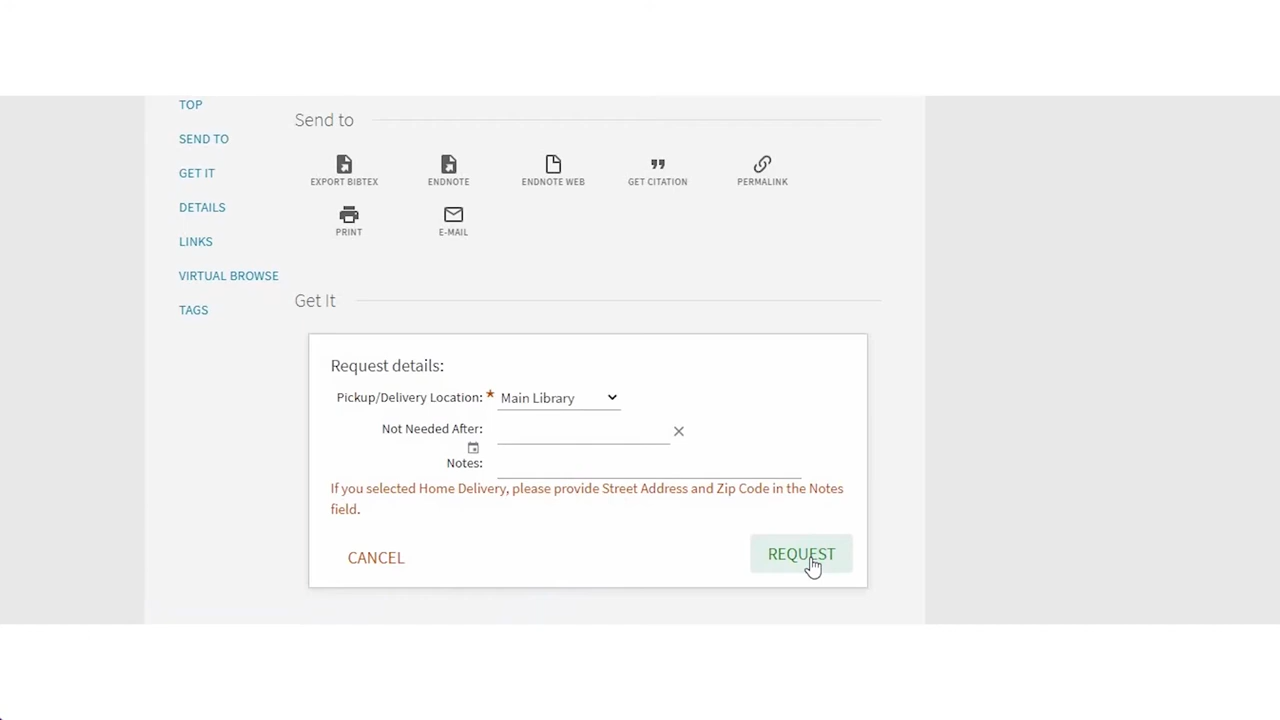 TOP
SEND TO
GET IT
DETAILS
LINKS
VIRTUAL BROWSE
TAGS
Send to
EXPORT BIBTEX
ENDNOTE
ENDNOTE WEB
GET CITATION
PERMALINK
PRINT
E-MAIL
Get It
Request details:
Pickup/Delivery Location: * Main Library
Not Needed After:
Notes:
If you selected Home Delivery, please provide Street Address and Zip Code in the Notes
field.
CANCEL
REQUEST